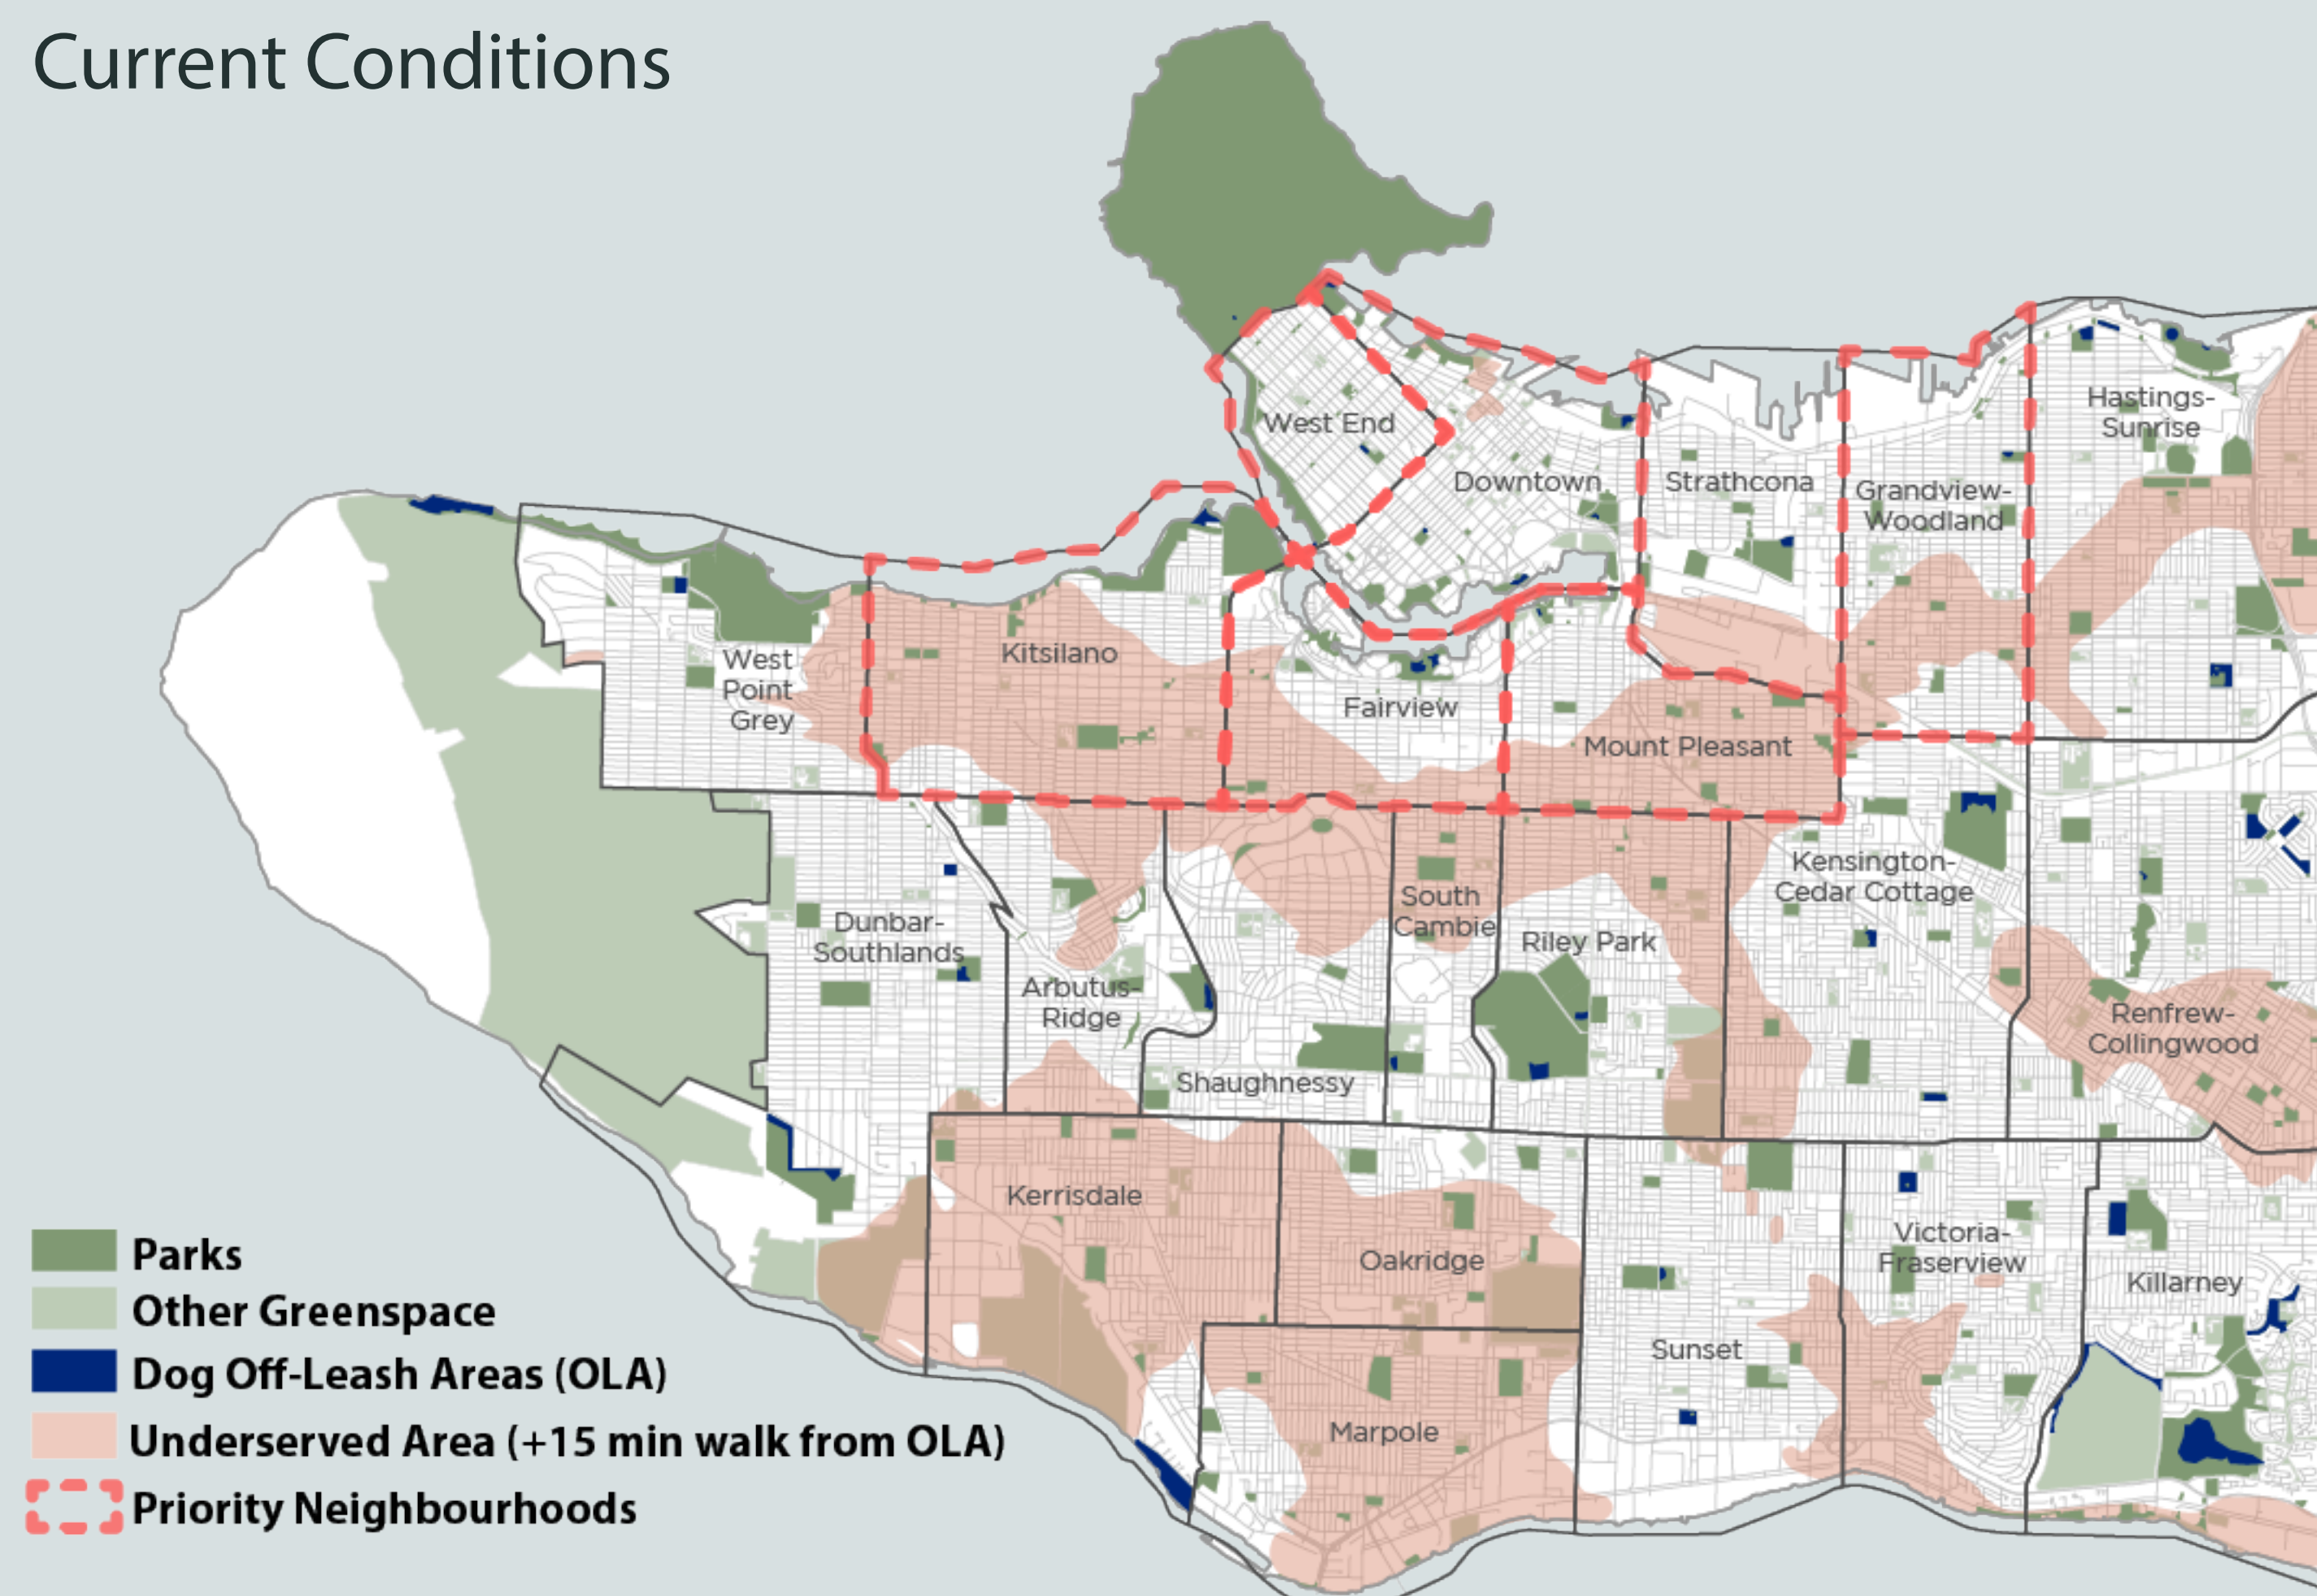 Current Conditions
West End
Downtown
Strathcona
Hastings-
Sunrise
Grandview-
Woodland
Kitsilano
West
Point
Grey
Fairview
Mount Pleasant
Kensington-
Cedar Cottage
Dunbar-
Southlands
South
Cambie
Riley Park
Arbutus-
Ridge
Shaughnessy
Renfrew-
Collingwood
Kerrisdale
Oakridge
Victoria-
Fraserview
Killarney
Sunset
Marpole
Parks
Other Greenspace
Dog Off-Leash Areas (OLA)
Underserved Area (+15 min walk from OLA)
Priority Neighbourhoods